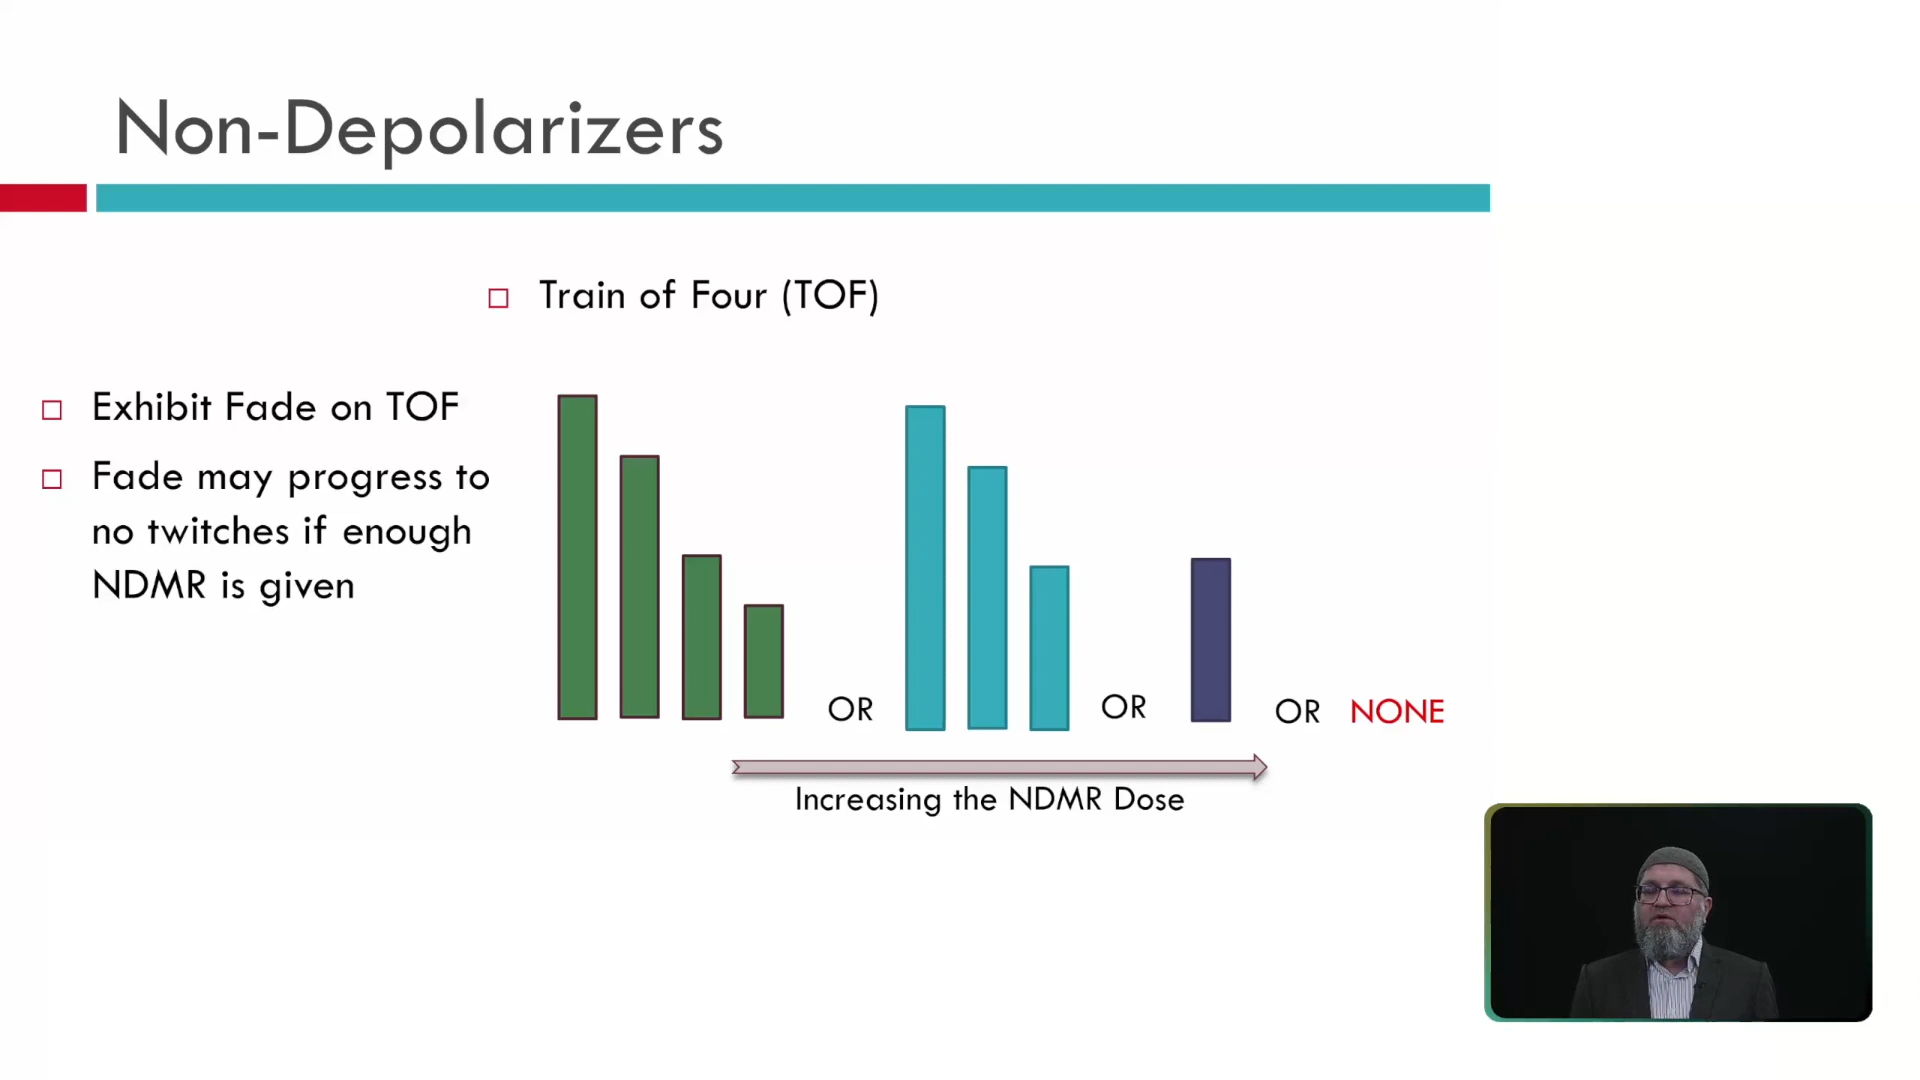 Non-Depolarizers
Train of Four (TOF)
Exhibit Fade on TOF
Fade may progress to
no twitches if enough
NDMR is given
OR
OR
OR NONE
Increasing the NDMR Dose